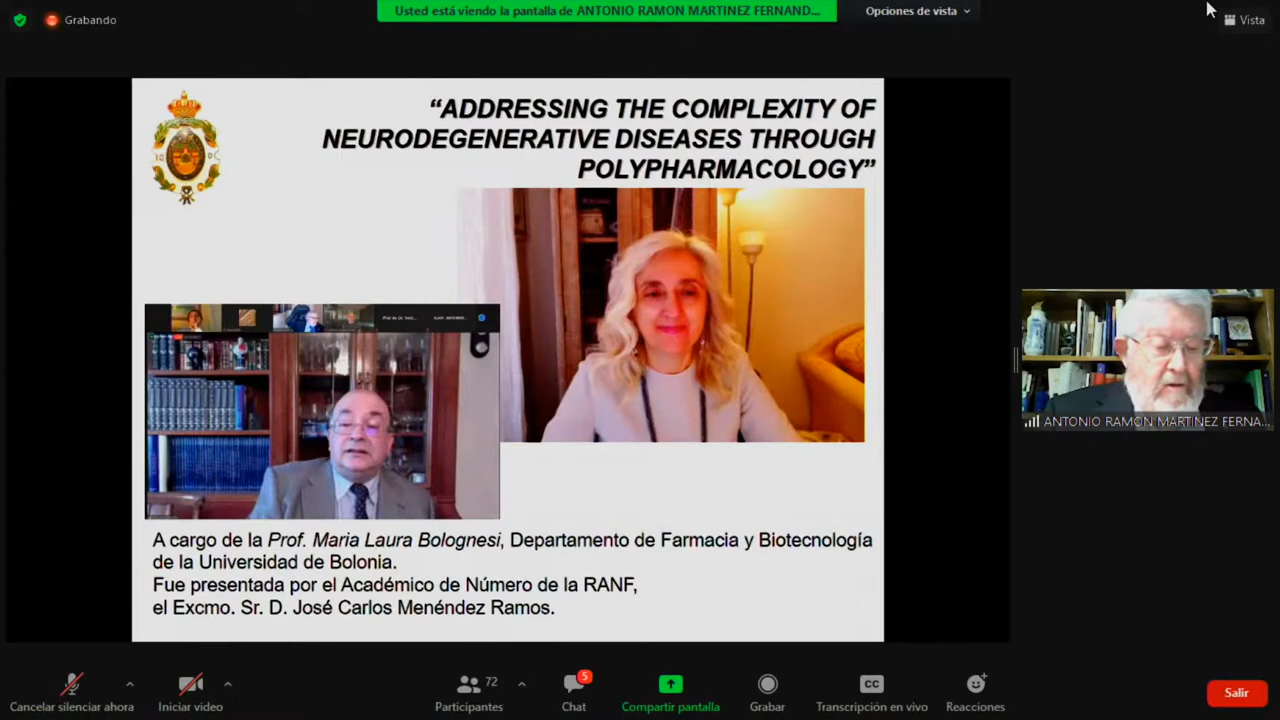 Grabando
Usted está viendo la pantalla de ANTONIO RAMON MARTINEZ FERNAND...
Opciones de vista
Vista
“ADDRESSING THE COMPLEXITY OF
NEURODEGENERATIVE DISEASES THROUGH
POLYPHARMACOLOGY”
ANTONIO RAMON MARTINEZ FERNA...
A cargo de la Prof. Maria Laura Bolognesi, Departamento de Farmacia y Biotecnología
de la Universidad de Bolonia.
Fue presentada por el Académico de Número de la RANF,
el Excmo. Sr. D. José Carlos Menéndez Ramos.
Cancelar silenciar ahora
Iniciar video
72
Participantes
5
Chat
Compartir pantalla
Grabar
CC
Transcripción en vivo
Reacciones
Salir